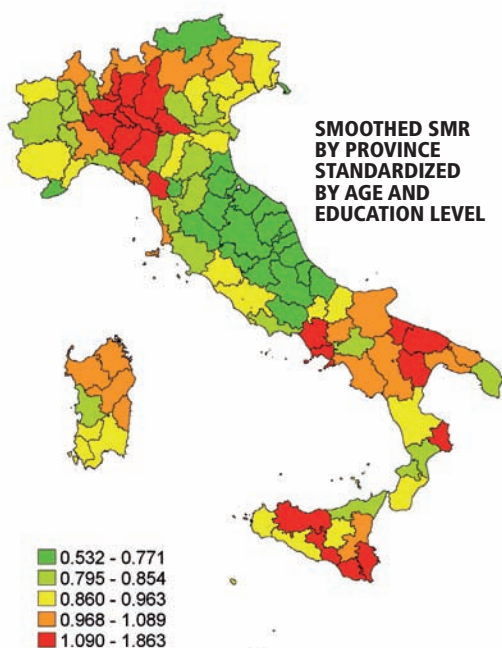 SMOOTHED SMR
BY PROVINCE
STANDARDIZED
BY AGE AND
EDUCATION LEVEL
0.532 - 0.771
0.795 - 0.854
0.860 - 0.963
0.968 - 1.089
1.090 - 1.863